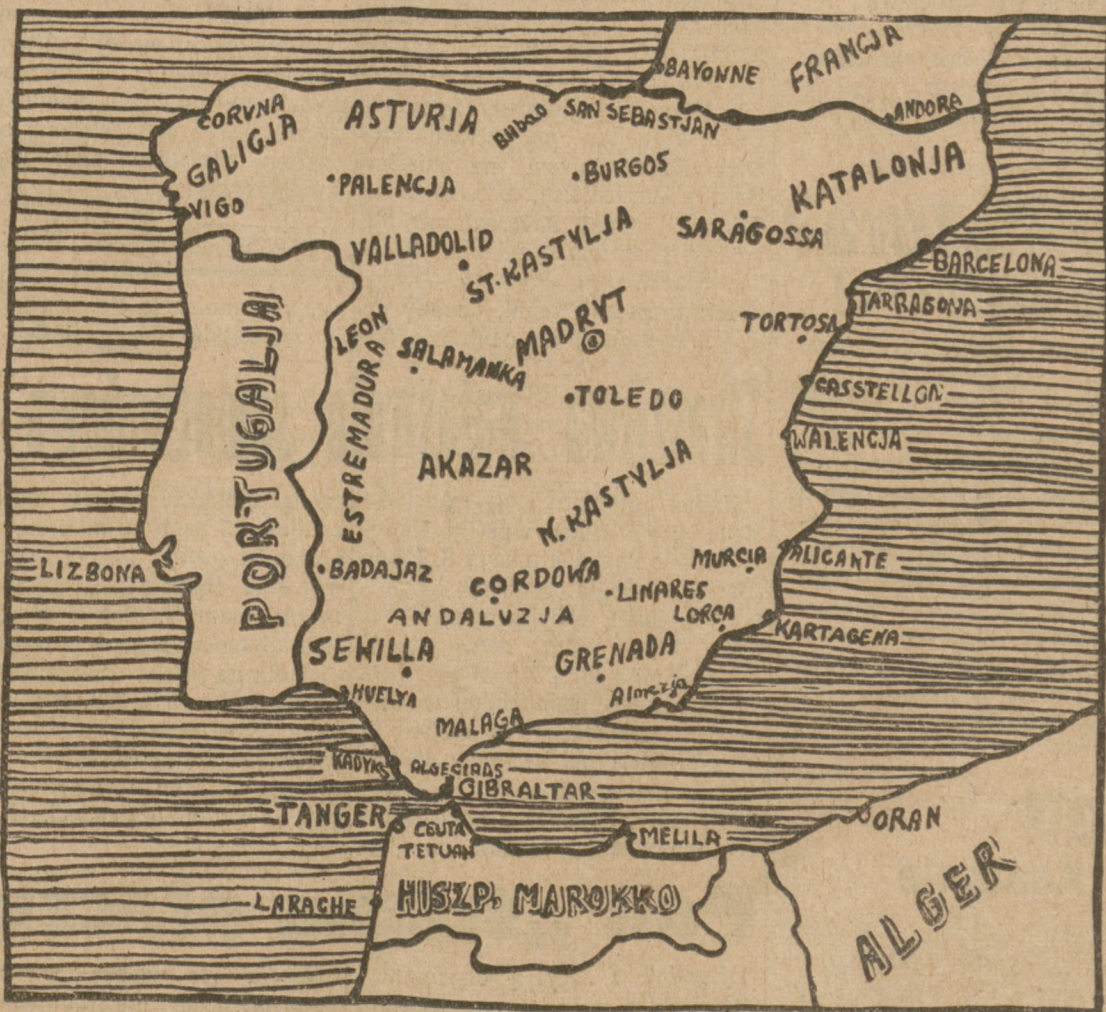 BAYONNE
FRANCJA
ANDORA
CORUNA
ASTURJA
Bilbao
SAN SEBASTJAN
GALICJA
PALENCJA
BURGOS
KATALONJA
VIGO
SARAGOSSA
VALLADOLID
ST. KASTYLJA
BARCELONA
TARRAGONA
PORTUGALJA
LEON
MADRYT
TORTOSA
SALAMANKA
ESTREMADURA
TOLEDO
CASSTELLON
WALENCJA
AKAZAR
N. KASTYLJA
LIZBONA
BADAJAZ
MURCIA
ALICANTE
CORDOWA
LINARES
ANDALUZJA
LORCA
KARTAGENA
SEWILLA
GRENADA
HUELVA
Almezja
MALAGA
KADYKS
ALGECIRAS
GIBRALTAR
TANGER
CEUTA
TETUAN
MELILA
ORAN
LARACHE
HISZP. MAROKKO
ALGER